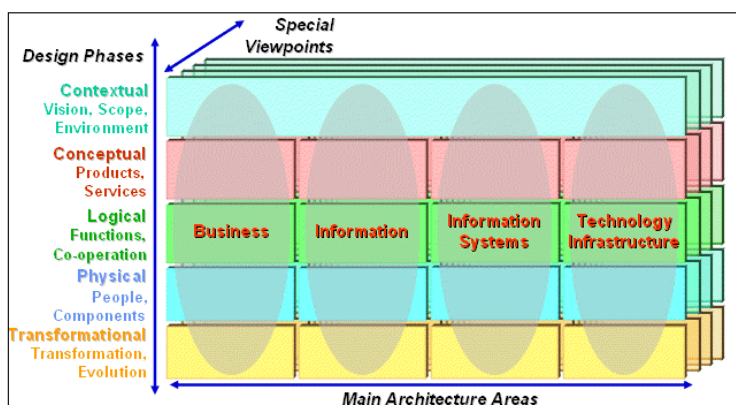 Special
Viewpoints
Design Phases
Contextual
Vision, Scope,
Environment
Conceptual
Products,
Services
Logical
Functions,
Co-operation
Physical
People,
Components
Transformational
Transformation,
Evolution
Business
Information
Information
Systems
Technology
Infrastructure
Main Architecture Areas